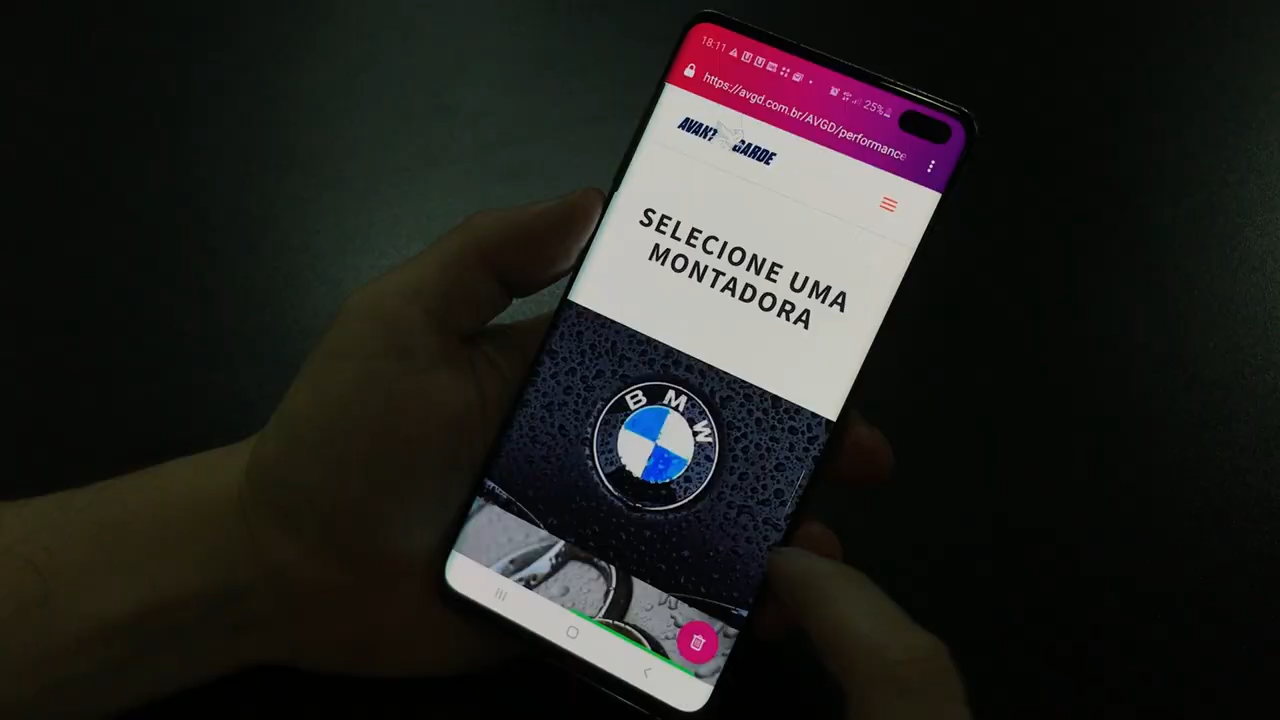 18:11
25%
https://avgd.com.br/AVGD/performance
AVANT GARDE
SELECIONE UMA
MONTADORA
BMW